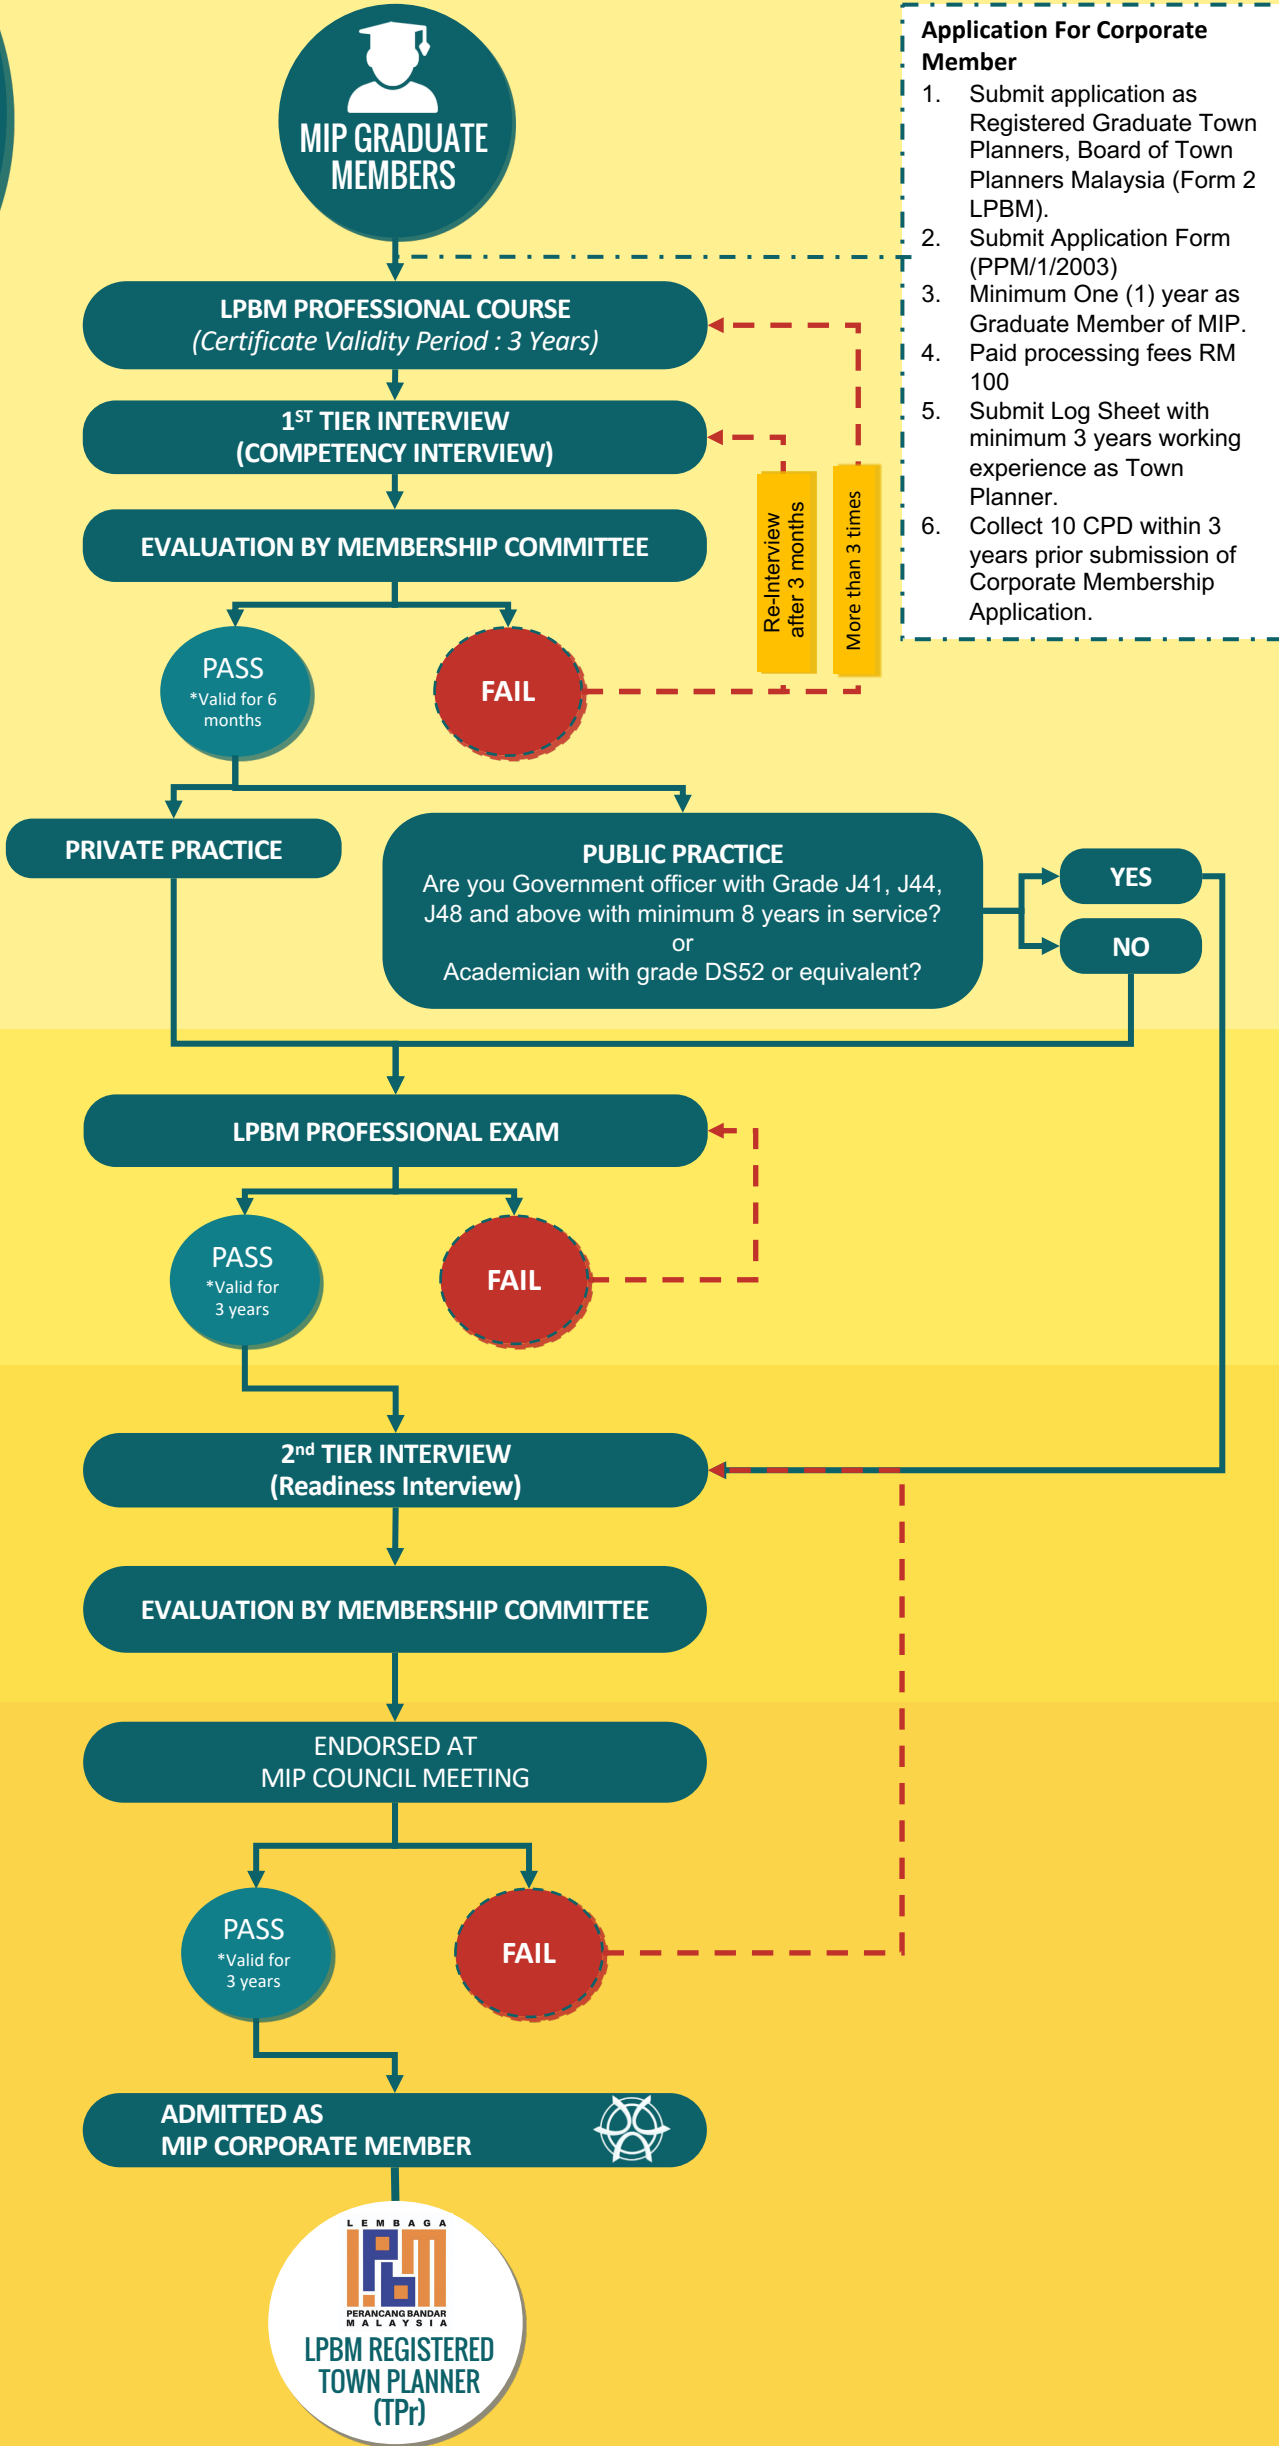 MIP GRADUATE
MEMBERS
Application For Corporate
Member
1. Submit application as
Registered Graduate Town
Planners, Board of Town
Planners Malaysia (Form 2
LPBM).
2. Submit Application Form
(PPM/1/2003)
3. Minimum One (1) year as
Graduate Member of MIP.
4. Paid processing fees RM
100
5. Submit Log Sheet with
minimum 3 years working
experience as Town
Planner.
6. Collect 10 CPD within 3
years prior submission of
Corporate Membership
Application.
LPBM PROFESSIONAL COURSE
(Certificate Validity Period : 3 Years)
1ST TIER INTERVIEW
(COMPETENCY INTERVIEW)
EVALUATION BY MEMBERSHIP COMMITTEE
Re-Interview
after 3 months
More than 3 times
PASS
*Valid for 6
months
FAIL
PRIVATE PRACTICE
PUBLIC PRACTICE
Are you Government officer with Grade J41, J44,
J48 and above with minimum 8 years in service?
or
Academician with grade DS52 or equivalent?
YES
NO
LPBM PROFESSIONAL EXAM
PASS
*Valid for
3 years
FAIL
2nd TIER INTERVIEW
(Readiness Interview)
EVALUATION BY MEMBERSHIP COMMITTEE
ENDORSED AT
MIP COUNCIL MEETING
PASS
*Valid for
3 years
FAIL
ADMITTED AS
MIP CORPORATE MEMBER
LEMBAGA
LPbM
PERANCANG BANDAR
MALAYSIA
LPBM REGISTERED
TOWN PLANNER
(TPr)